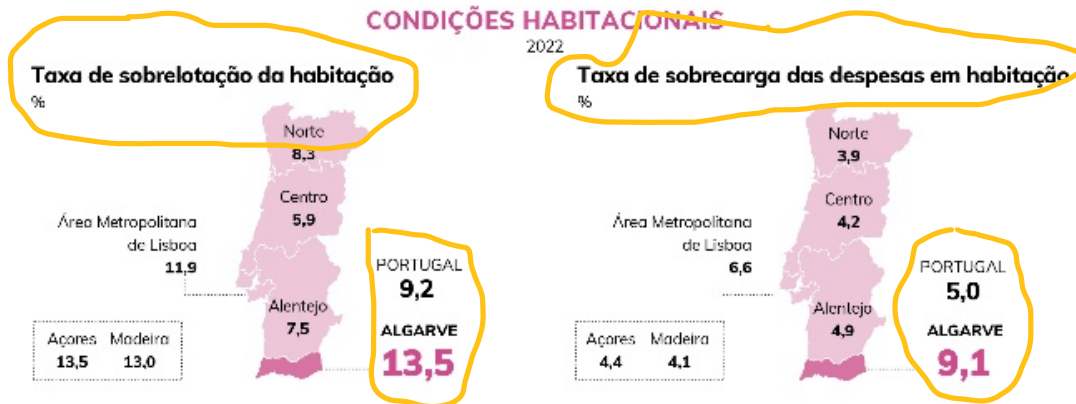 CONDIÇÕES HABITACIONAIS
2022
Taxa de sobrelotação da habitação
%
Norte
8,3
Centro
5,9
Área Metropolitana
de Lisboa
11,9
Alentejo
7,5
Açores Madeira
13,5 13,0
PORTUGAL
9,2
ALGARVE
13,5
Taxa de sobrecarga das despesas em habitação
%
Norte
3,9
Centro
4,2
Área Metropolitana
de Lisboa
6,6
Alentejo
4,9
Açores Madeira
4,4 4,1
PORTUGAL
5,0
ALGARVE
9,1